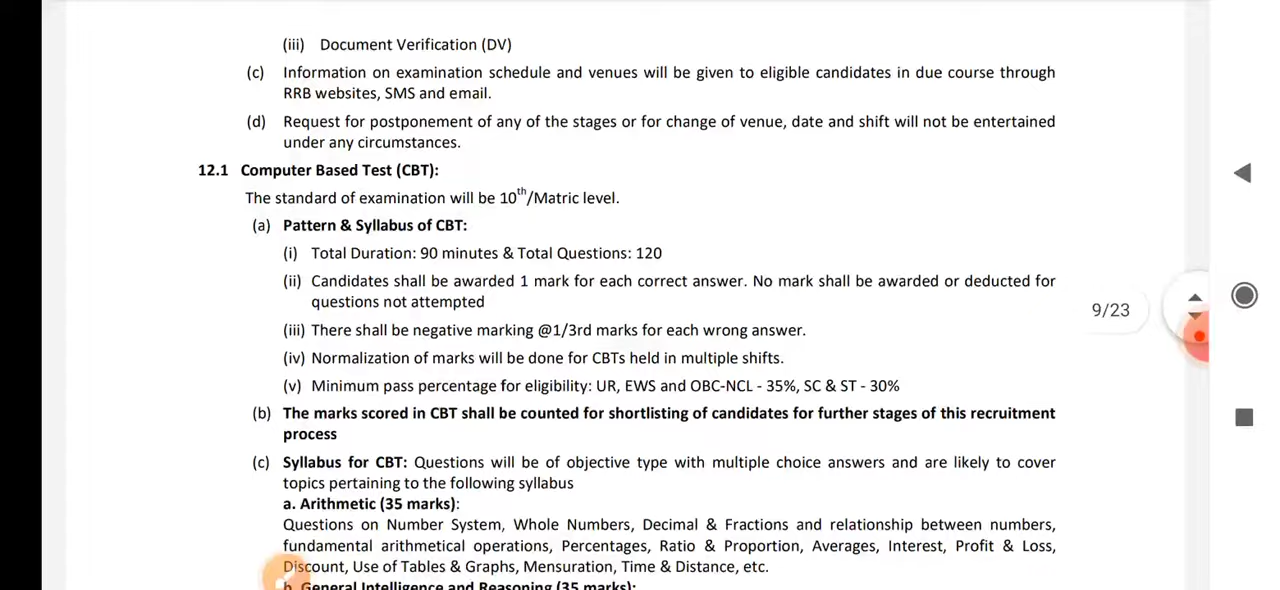 (iii) Document Verification (DV)
(c) Information on examination schedule and venues will be given to eligible candidates in due course through
RRB websites, SMS and email.
(d) Request for postponement of any of the stages or for change of venue, date and shift will not be entertained
under any circumstances.
12.1 Computer Based Test (CBT):
The standard of examination will be 10th/Matric level.
(a) Pattern & Syllabus of CBT:
(i) Total Duration: 90 minutes & Total Questions: 120
(ii) Candidates shall be awarded 1 mark for each correct answer. No mark shall be awarded or deducted for
questions not attempted
(iii) There shall be negative marking @1/3rd marks for each wrong answer.
9/23
(iv) Normalization of marks will be done for CBTs held in multiple shifts.
(v) Minimum pass percentage for eligibility: UR, EWS and OBC-NCL - 35%, SC & ST - 30%
(b) The marks scored in CBT shall be counted for shortlisting of candidates for further stages of this recruitment
process
(c) Syllabus for CBT: Questions will be of objective type with multiple choice answers and are likely to cover
topics pertaining to the following syllabus
a. Arithmetic (35 marks):
Questions on Number System, Whole Numbers, Decimal & Fractions and relationship between numbers,
fundamental arithmetical operations, Percentages, Ratio & Proportion, Averages, Interest, Profit & Loss,
Discount, Use of Tables & Graphs, Mensuration, Time & Distance, etc.
b. General Intelligence and Reasoning (35 marks):